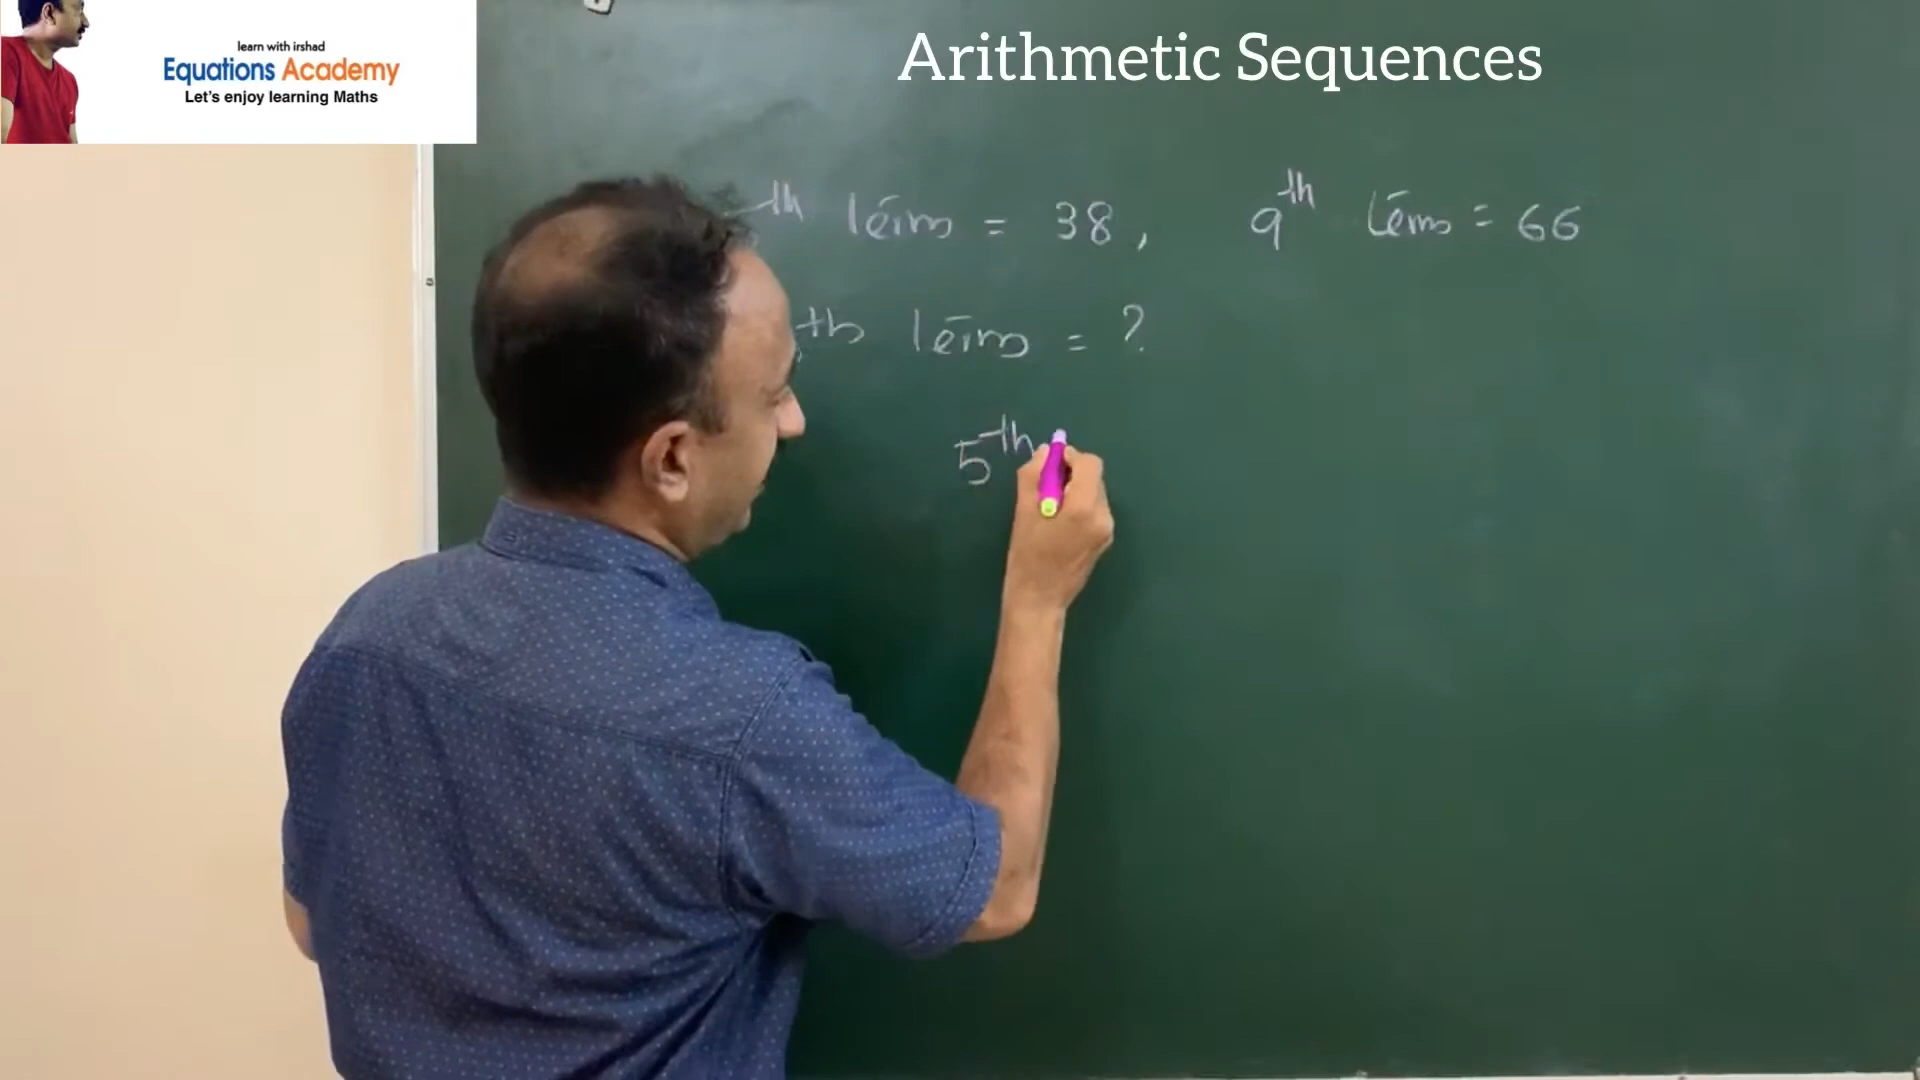 learn with irshad
Equations Academy
Let's enjoy learning Maths
Arithmetic Sequences
th term = 38, 9th term = 66
th term = ?
5th